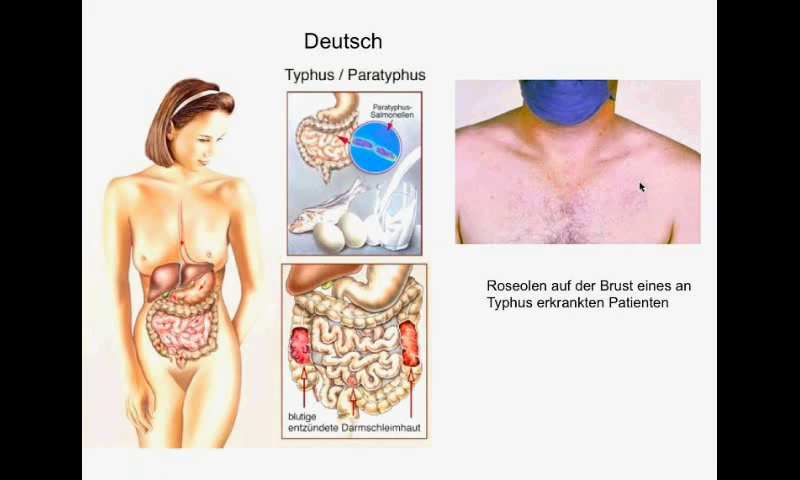 Deutsch
Typhus / Paratyphus
Paratyphus-
Salmonellen
blutige
entzündete Darmschleimhaut
Roseolen auf der Brust eines an
Typhus erkrankten Patienten